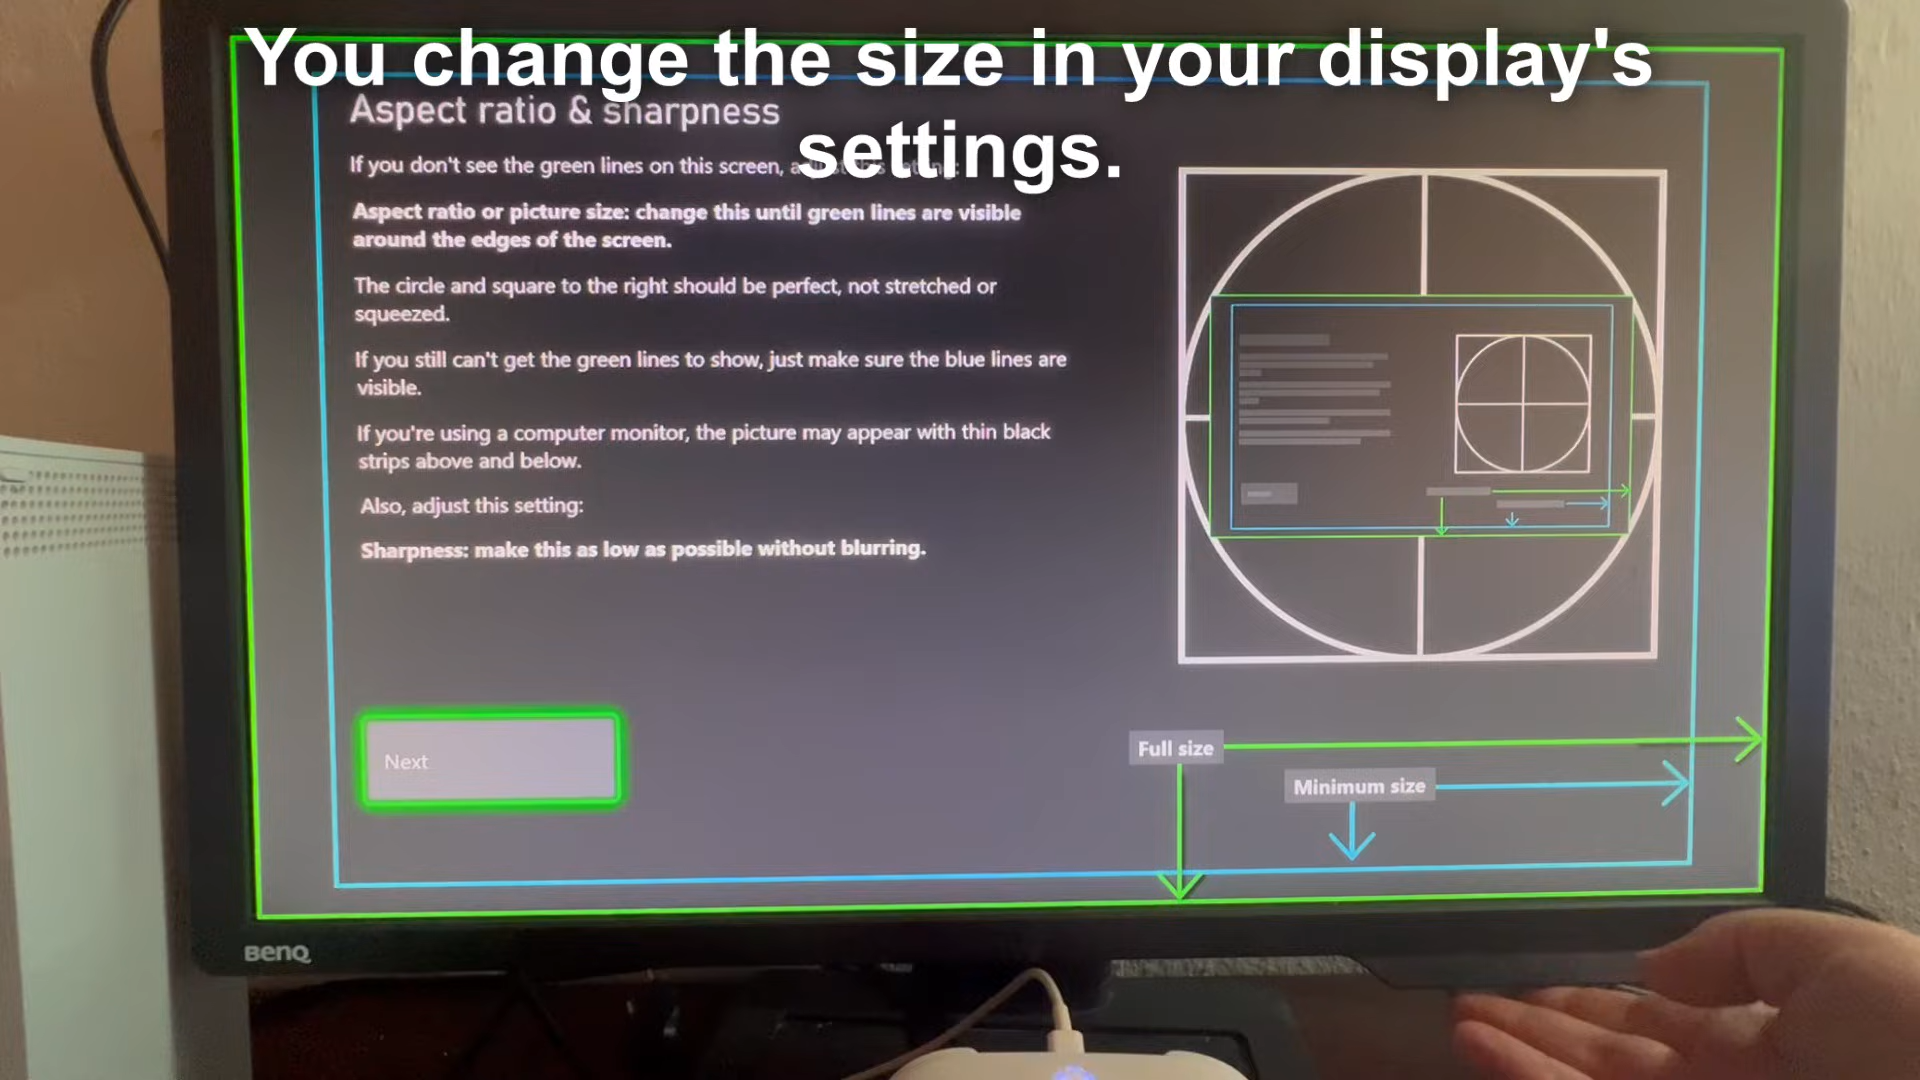 You change the size in your display's
settings.
Aspect ratio & sharpness
If you don't see the green lines on this screen,
Aspect ratio or picture size: change this until green lines are visible
around the edges of the screen.
The circle and square to the right should be perfect, not stretched or
squeezed.
If you still can't get the green lines to show, just make sure the blue lines are
visible.
If you're using a computer monitor, the picture may appear with thin black
strips above and below.
Also, adjust this setting:
Sharpness: make this as low as possible without blurring.
Next
Full size
Minimum size
BenQ